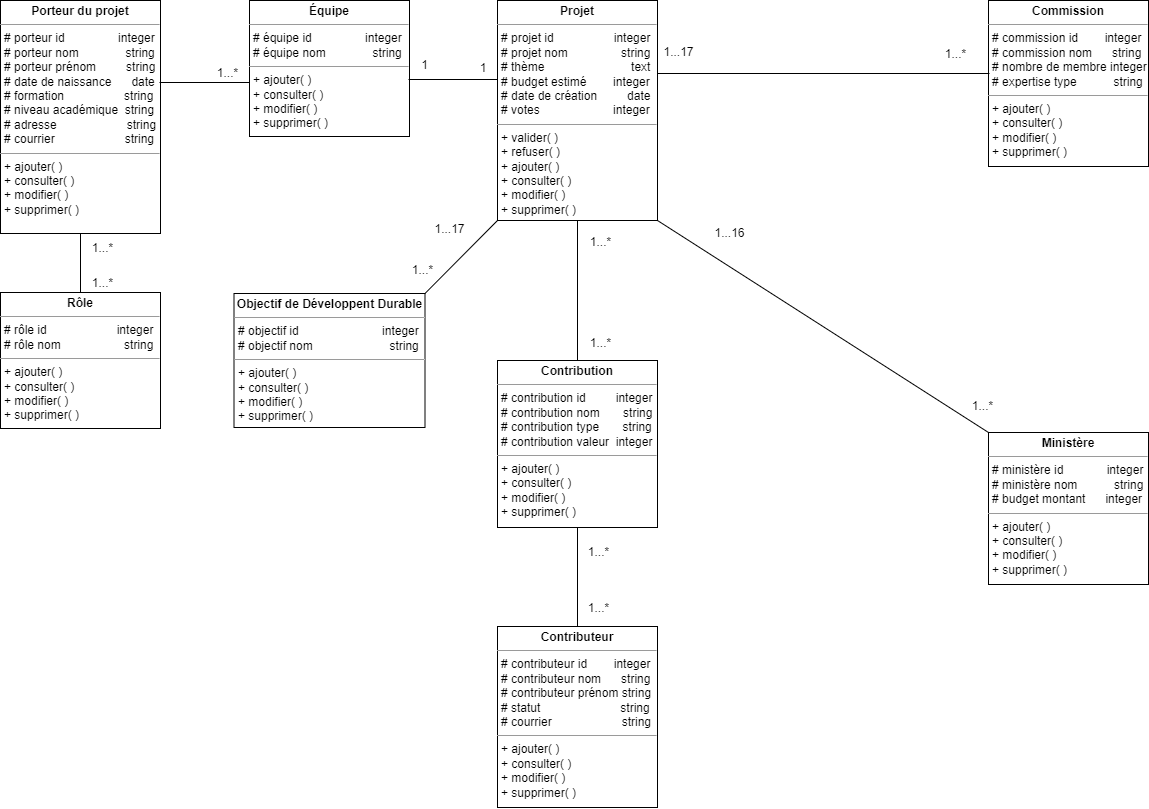 Porteur du projet
# porteur id integer
# porteur nom string
# porteur prénom string
# date de naissance date
# formation string
# niveau académique string
# adresse string
# courrier string
+ ajouter( )
+ consulter( )
+ modifier( )
+ supprimer( )
1...*
Équipe
# équipe id integer
# équipe nom string
+ ajouter( )
+ consulter( )
+ modifier( )
+ supprimer( )
1
1
Projet
# projet id integer
# projet nom string
# thème text
# budget estimé integer
# date de création date
# votes integer
+ valider( )
+ refuser( )
+ ajouter( )
+ consulter( )
+ modifier( )
+ supprimer( )
1...17
1...*
Commission
# commission id integer
# commission nom string
# nombre de membre integer
# expertise type string
+ ajouter( )
+ consulter( )
+ modifier( )
+ supprimer( )
1...*
1...*
Rôle
# rôle id integer
# rôle nom string
+ ajouter( )
+ consulter( )
+ modifier( )
+ supprimer( )
1...17
1...*
Objectif de Développent Durable
# objectif id integer
# objectif nom string
+ ajouter( )
+ consulter( )
+ modifier( )
+ supprimer( )
1...*
1...*
Contribution
# contribution id integer
# contribution nom string
# contribution type string
# contribution valeur integer
+ ajouter( )
+ consulter( )
+ modifier( )
+ supprimer( )
1...16
1...*
Ministère
# ministère id integer
# ministère nom string
# budget montant integer
+ ajouter( )
+ consulter( )
+ modifier( )
+ supprimer( )
1...*
1...*
Contributeur
# contributeur id integer
# contributeur nom string
# contributeur prénom string
# statut string
# courrier string
+ ajouter( )
+ consulter( )
+ modifier( )
+ supprimer( )